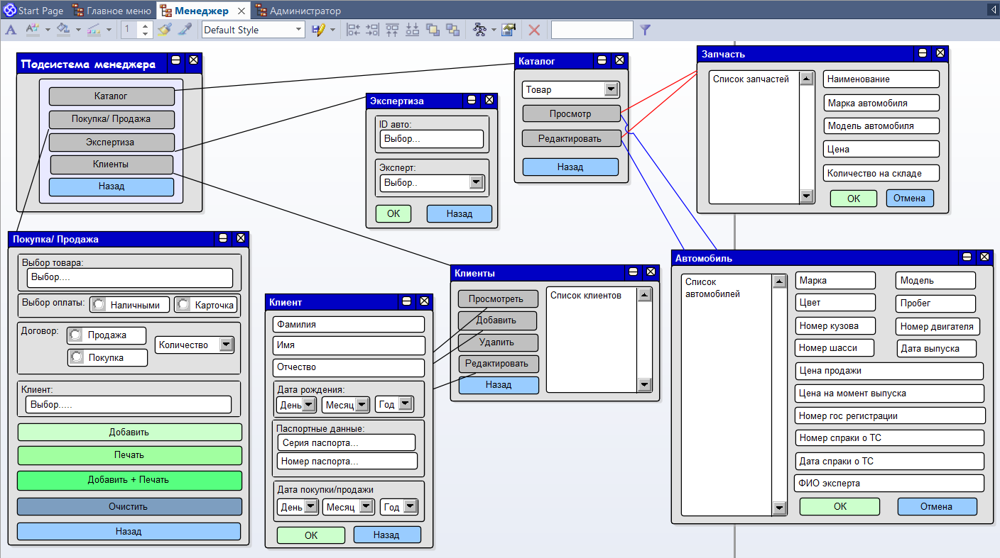 Start Page
Главное меню
Менеджер
Администратор
1
Default Style
Подсистема менеджера
Каталог
Покупка/ Продажа
Экспертиза
Клиенты
Назад
Экспертиза
ID авто:
Выбор...
Эксперт:
Выбор..
ОК
Назад
Каталог
Товар
Просмотр
Редактировать
Назад
Запчасть
Список запчастей
Наименование
Марка автомобиля
Модель автомобиля
Цена
Количество на складе
ОК
Отмена
Покупка/ Продажа
Выбор товара:
Выбор....
Выбор оплаты:
Наличными
Карточка
Договор:
Продажа
Покупка
Количество
Клиент:
Выбор.....
Добавить
Печать
Добавить + Печать
Очистить
Назад
Клиент
Фамилия
Имя
Отчество
Дата рождения:
День
Месяц
Год
Паспортные данные:
Серия паспорта...
Номер паспорта...
Дата покупки/продажи
День
Месяц
Год
ОК
Назад
Клиенты
Просмотреть
Добавить
Удалить
Редактировать
Назад
Список клиентов
Автомобиль
Список
автомобилей
Марка
Модель
Цвет
Пробег
Номер кузова
Номер двигателя
Номер шасси
Дата выпуска
Цена продажи
Цена на момент выпуска
Номер гос регистрации
Номер спраки о ТС
Дата спраки о ТС
ФИО эксперта
ОК
Отмена